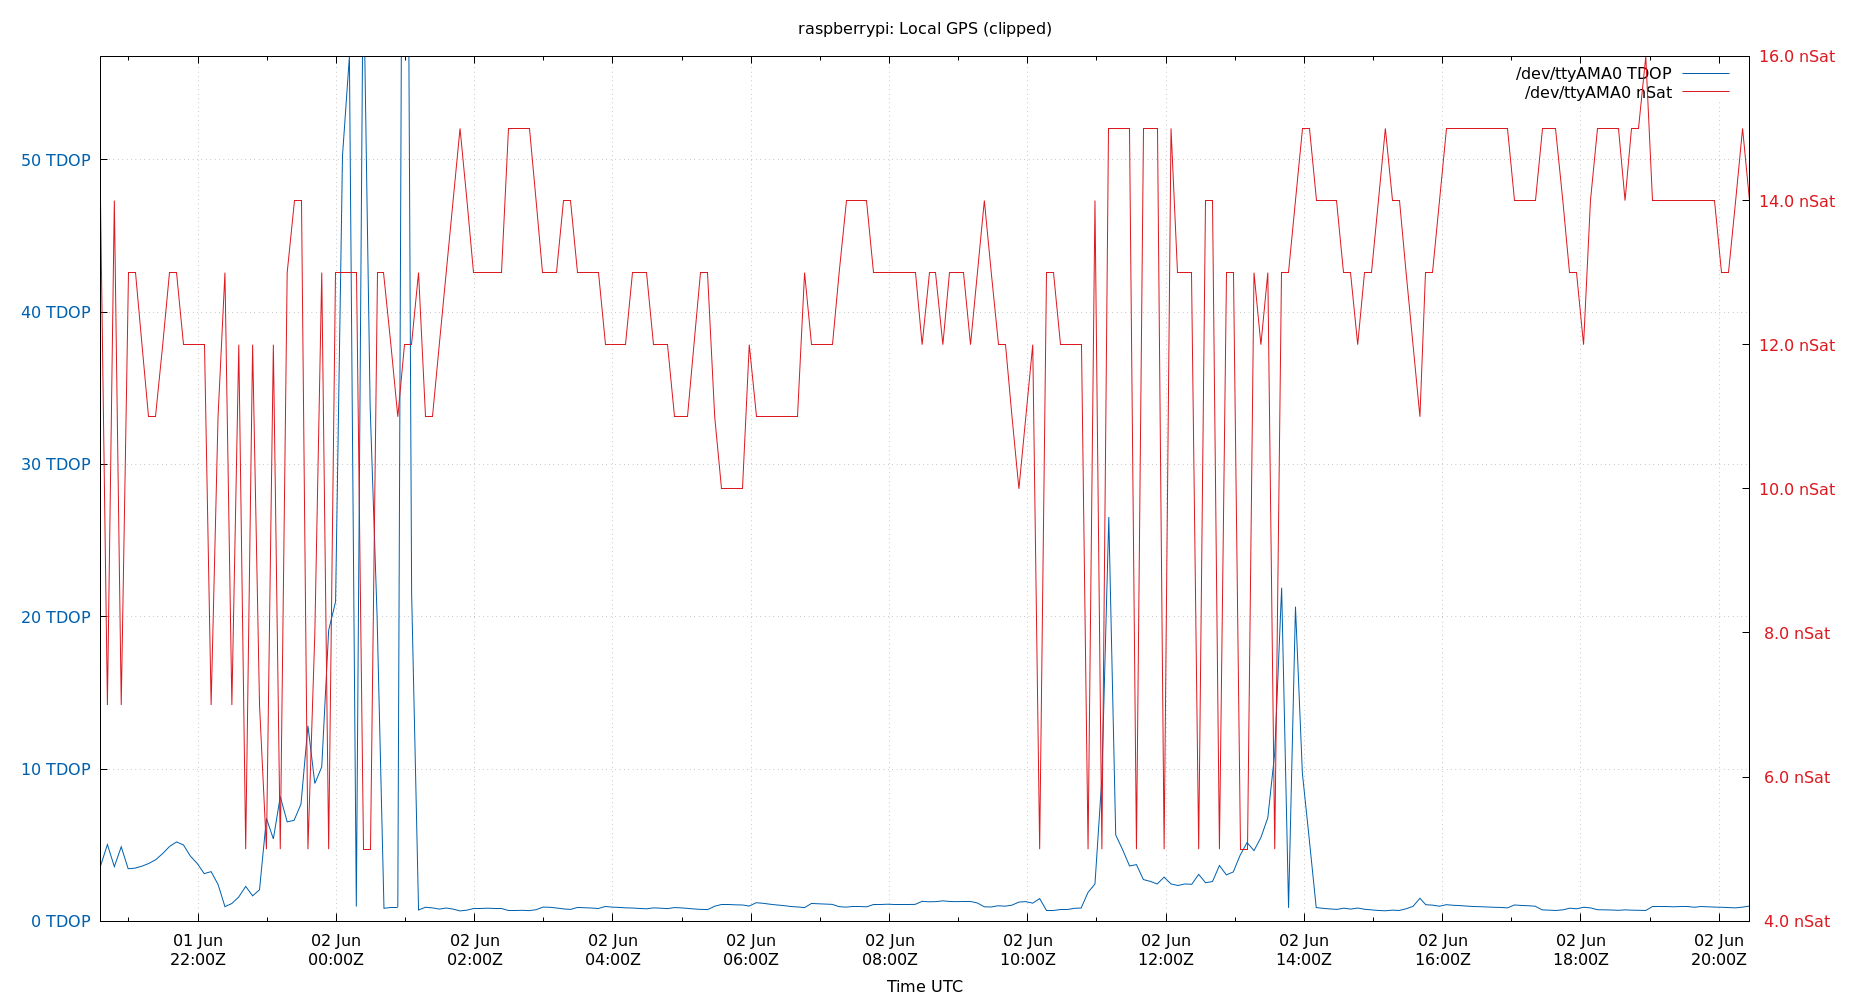 raspberrypi: Local GPS (clipped)
/dev/ttyAMA0 TDOP
/dev/ttyAMA0 nSat
50 TDOP
40 TDOP
30 TDOP
20 TDOP
10 TDOP
0 TDOP
16.0 nSat
14.0 nSat
12.0 nSat
10.0 nSat
8.0 nSat
6.0 nSat
4.0 nSat
01 Jun 22:00Z
02 Jun 00:00Z
02 Jun 02:00Z
02 Jun 04:00Z
02 Jun 06:00Z
02 Jun 08:00Z
02 Jun 10:00Z
02 Jun 12:00Z
02 Jun 14:00Z
02 Jun 16:00Z
02 Jun 18:00Z
02 Jun 20:00Z
Time UTC